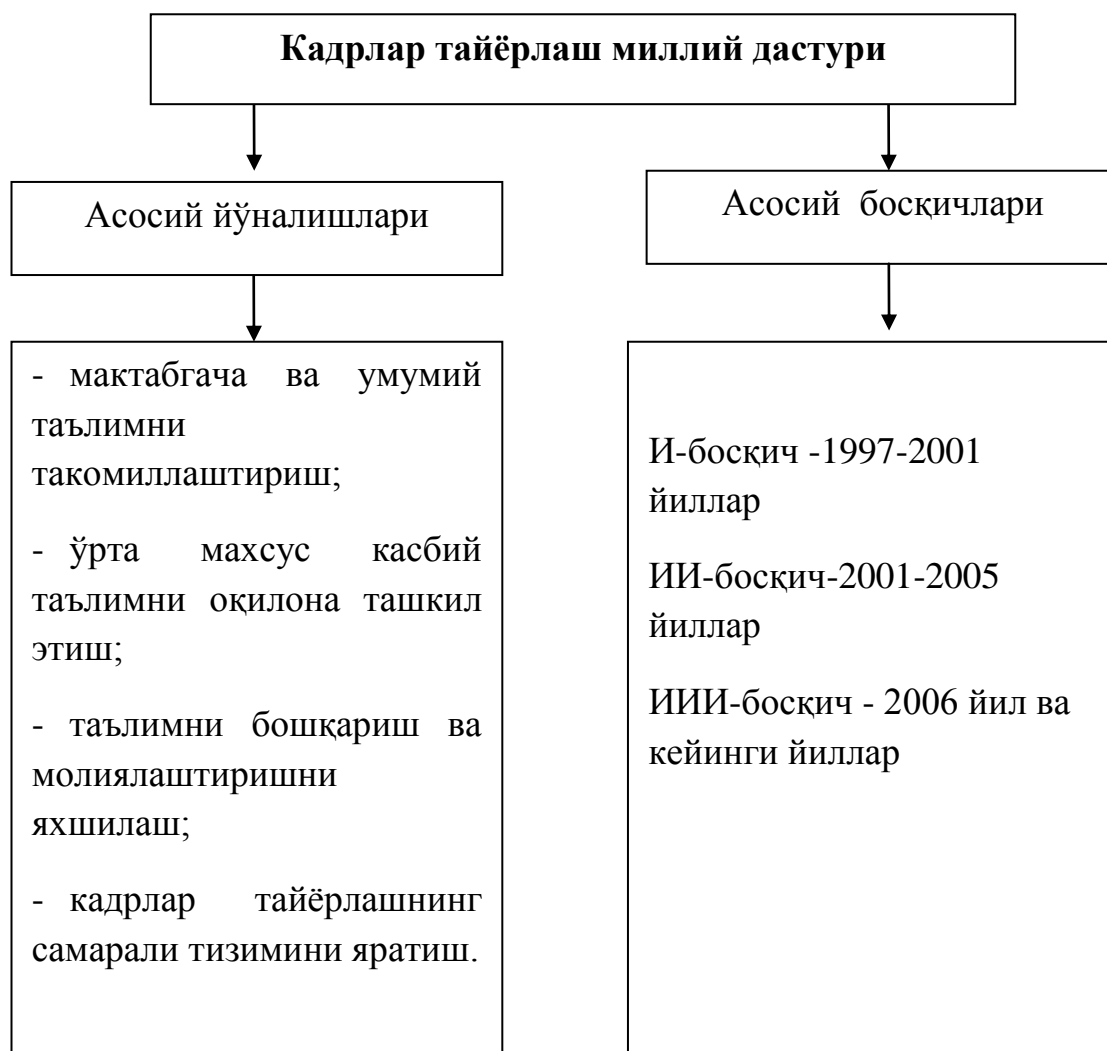 Кадрлар тайёрлаш миллий дастури
Асосий йўналишлари
- мактабгача ва умумий
таълимни
такомиллаштириш;
- ўрта махсус касбий
таълимни оқилона ташкил
этиш;
- таълимни бошқариш ва
молиялаштиришни
яхшилаш;
- кадрлар тайёрлашнинг
самарали тизимини яратиш.
Асосий босқичлари
И-босқич -1997-2001
йиллар
ИИ-босқич-2001-2005
йиллар
ИИИ-босқич - 2006 йил ва
кейинги йиллар